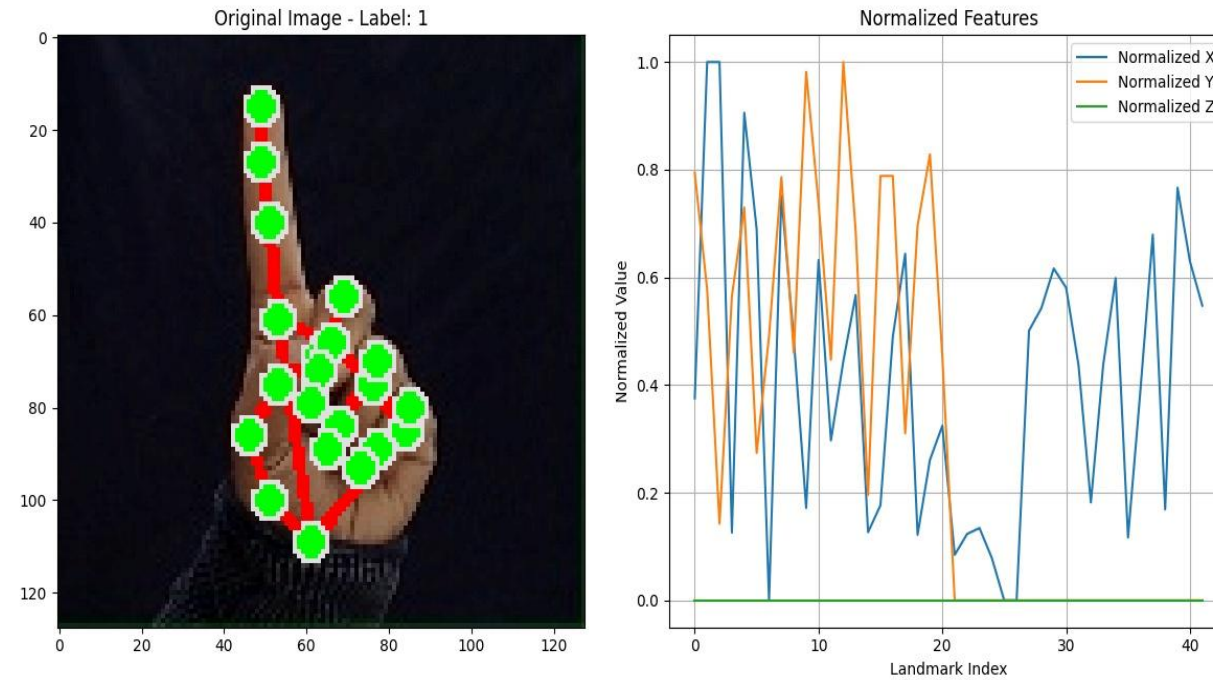 Original Image - Label: 1
0
20
40
60
80
100
120
0 20 40 60 80 100 120
Normalized Features
Normalized X
Normalized Y
Normalized Z
Normalized Value
1.0
0.8
0.6
0.4
0.2
0.0
0 10 20 30 40
Landmark Index